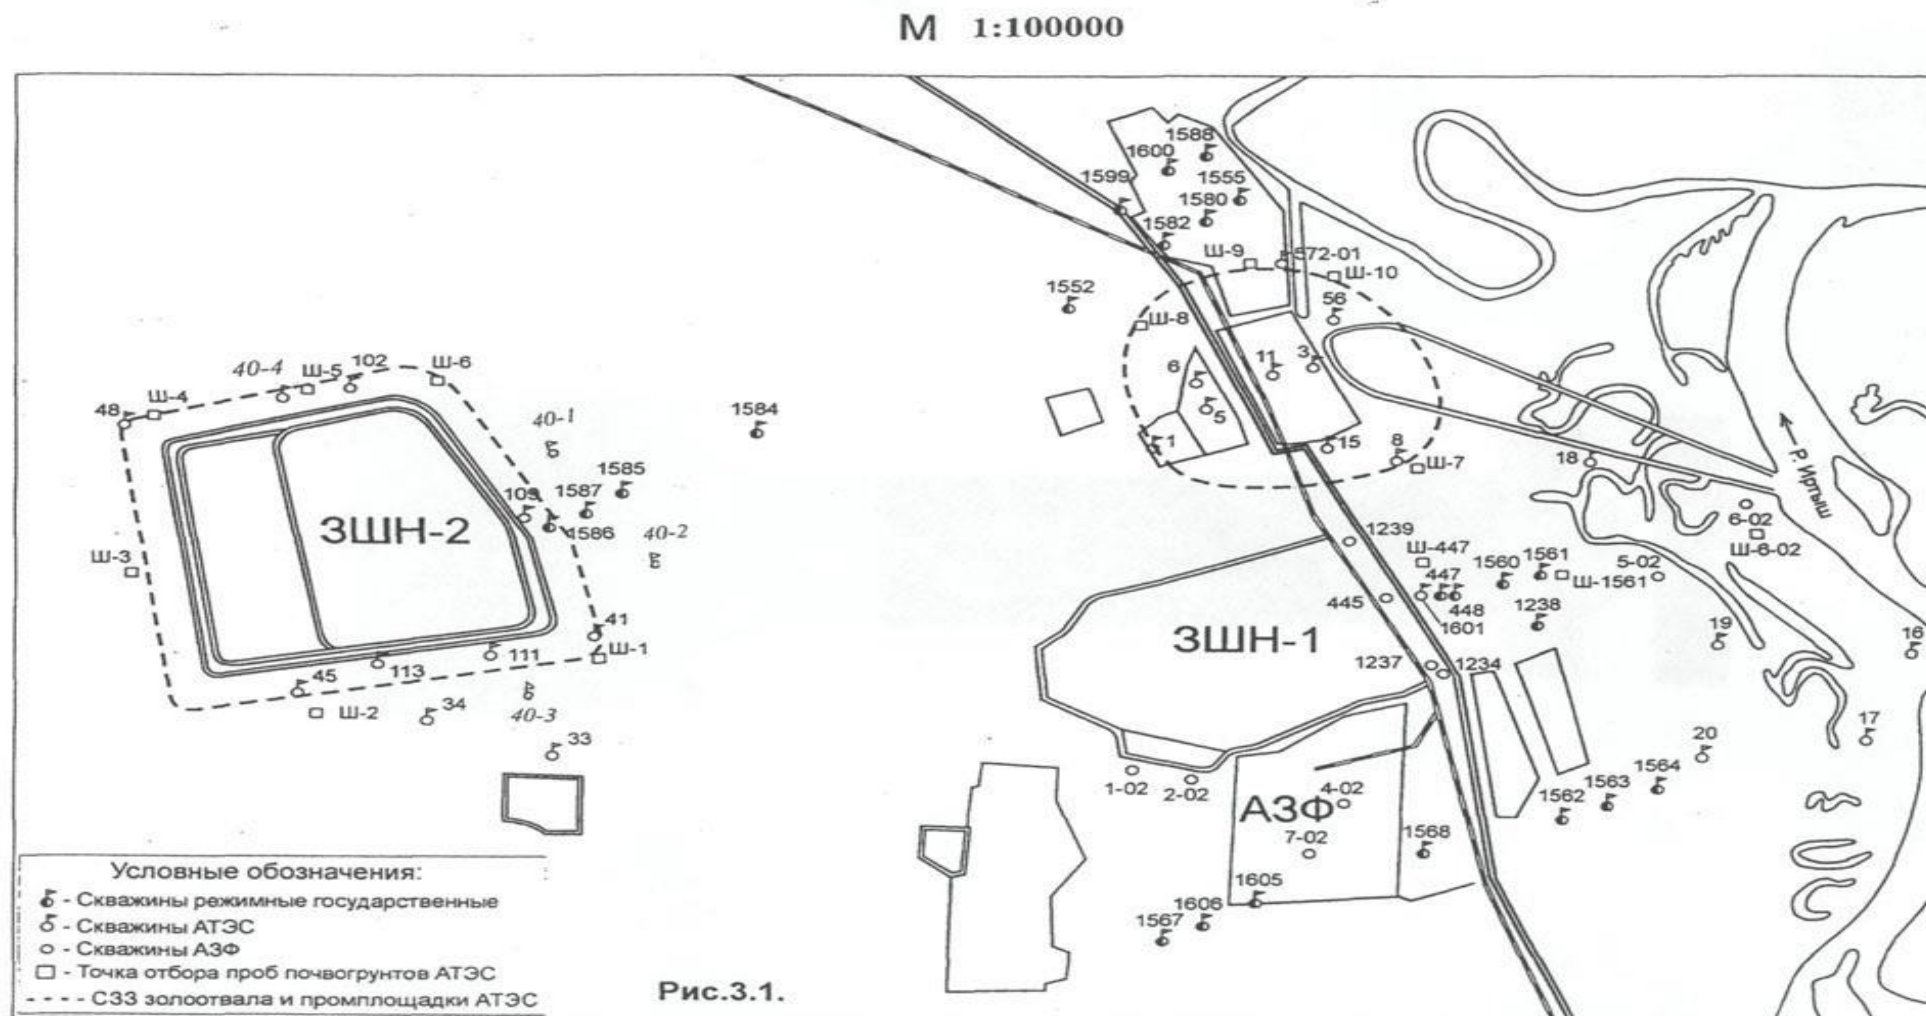 М 1:100000
1588
1600
1599
1555
1580
1582
Ш-9
572-01
Ш-10
1552
56
Ш-8
11
3
6
5
1
15
8
Ш-7
18
Р. Иртыш
40-4
Ш-5
102
Ш-6
48
Ш-4
40-1
1584
1585
109
1587
1586
40-2
ЗШН-2
Ш-3
41
Ш-1
111
113
45
Ш-2
34
40-3
33
1239
Ш-447
447
1560
1561
Ш-1561
5-02
6-02
Ш-6-02
445
448
1601
1238
ЗШН-1
1237
1234
19
16
17
20
1564
1563
1562
1-02
2-02
4-02
АЗФ
7-02
1568
1605
1606
1567
Условные обозначения:
- Скважины режимные государственные
- Скважины АТЭС
- Скважины АЗФ
- Точка отбора проб почвогрунтов АТЭС
- СЗЗ золоотвала и промплощадки АТЭС
Рис.3.1.